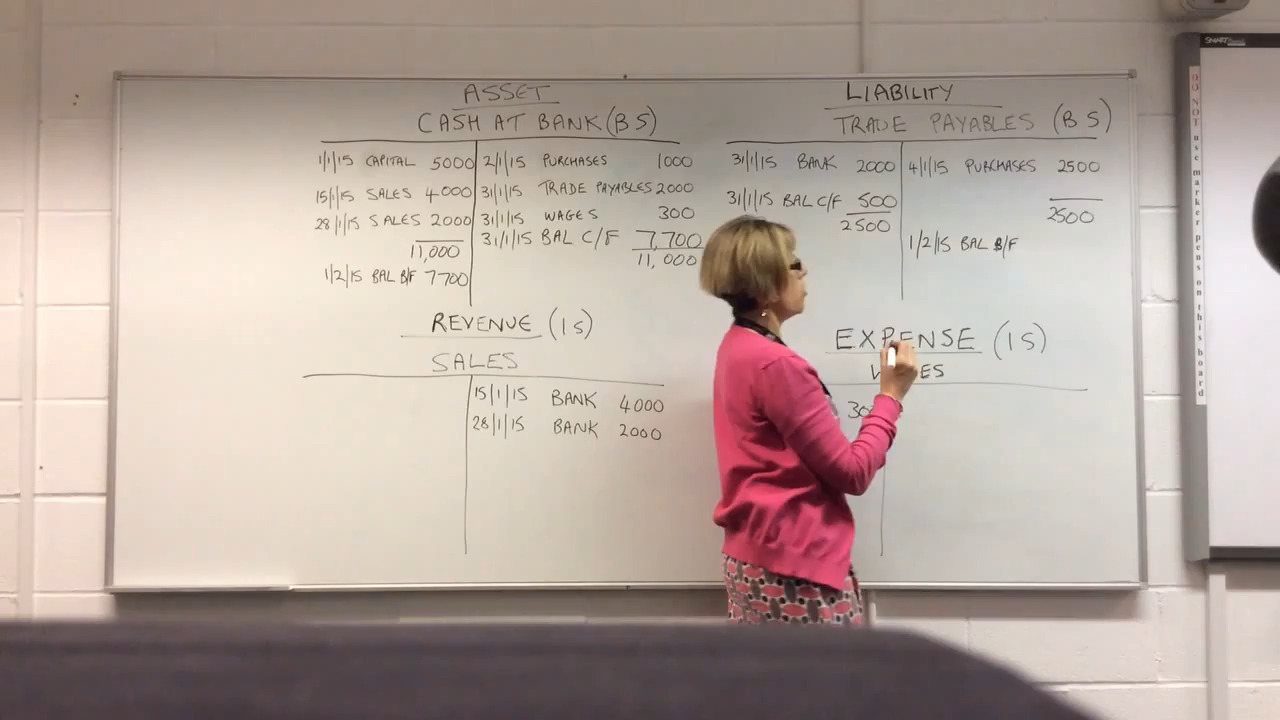 ASSET
CASH AT BANK (BS)
1/1/15 CAPITAL 5000 2/1/15 PURCHASES 1000
15/1/15 SALES 4000 31/1/15 TRADE PAYABLES 2000
28/1/15 SALES 2000 31/1/15 WAGES 300
31/1/15 BAL C/F 7,700
11,000 11,000
1/2/15 BAL B/F 7700
LIABILITY
TRADE PAYABLES (BS)
31/1/15 BANK 2000 4/1/15 PURCHASES 2500
31/1/15 BAL C/F 500
2500 2500
1/2/15 BAL B/F
REVENUE (IS)
SALES
15/1/15 BANK 4000
28/1/15 BANK 2000
EXPENSE (IS)
SMART
DO NOT use marker pens on this board